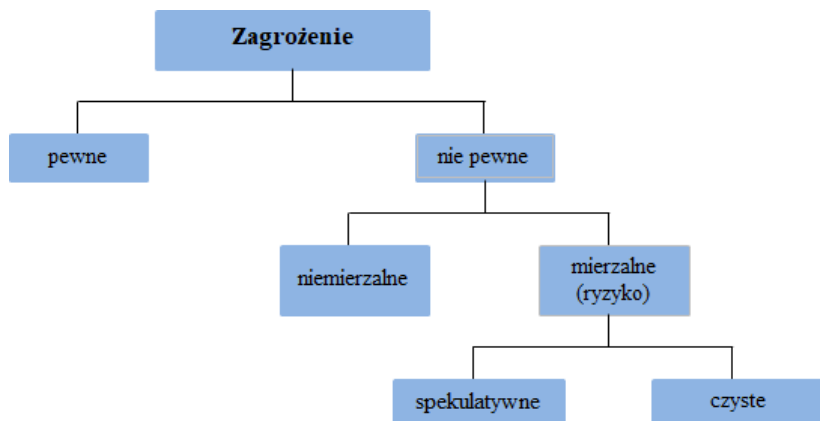 Zagrożenie
pewne
nie pewne
niemierzalne
mierzalne
(ryzyko)
spekulatywne
czyste